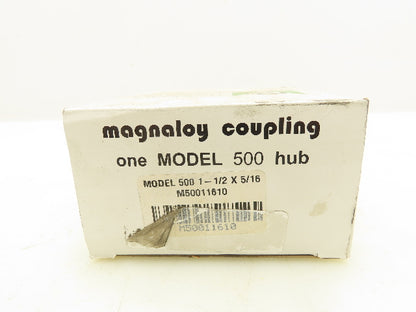 magnaloy coupling
one MODEL 500 hub
MODEL 500 1-1/2 X 5/16
M50011610
M50011610